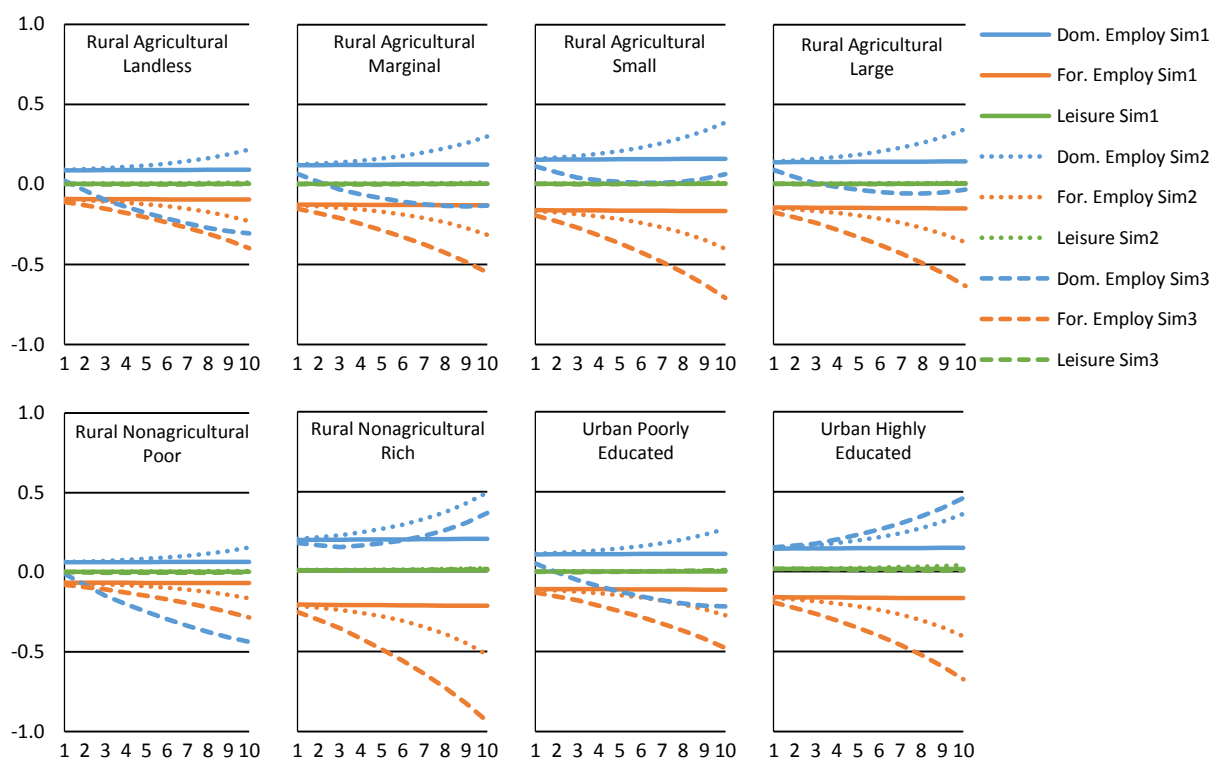 1.0
0.5
0.0
-0.5
-1.0
Rural Agricultural
Landless
Rural Agricultural
Marginal
Rural Agricultural
Small
Rural Agricultural
Large
1 2 3 4 5 6 7 8 9 10
1 2 3 4 5 6 7 8 9 10
1 2 3 4 5 6 7 8 9 10
1 2 3 4 5 6 7 8 9 10
Dom. Employ Sim1
For. Employ Sim1
Leisure Sim1
Dom. Employ Sim2
For. Employ Sim2
Leisure Sim2
Dom. Employ Sim3
For. Employ Sim3
Leisure Sim3
1.0
0.5
0.0
-0.5
-1.0
Rural Nonagricultural
Poor
Rural Nonagricultural
Rich
Urban Poorly
Educated
Urban Highly
Educated
1 2 3 4 5 6 7 8 9 10
1 2 3 4 5 6 7 8 9 10
1 2 3 4 5 6 7 8 9 10
1 2 3 4 5 6 7 8 9 10